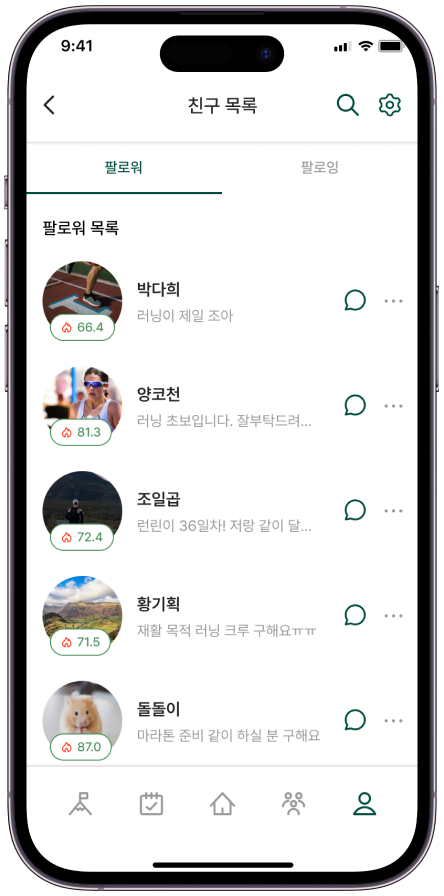 9:41
친구 목록
팔로워
팔로잉
팔로워 목록
박다희
러닝이 제일 조아
66.4
양코천
러닝 초보입니다. 잘부탁드려...
81.3
조일곱
런린이 36일차! 저랑 같이 달...
72.4
황기획
재활 목적 러닝 크루 구해요ㅠㅠ
71.5
돌돌이
마라톤 준비 같이 하실 분 구해요
87.0